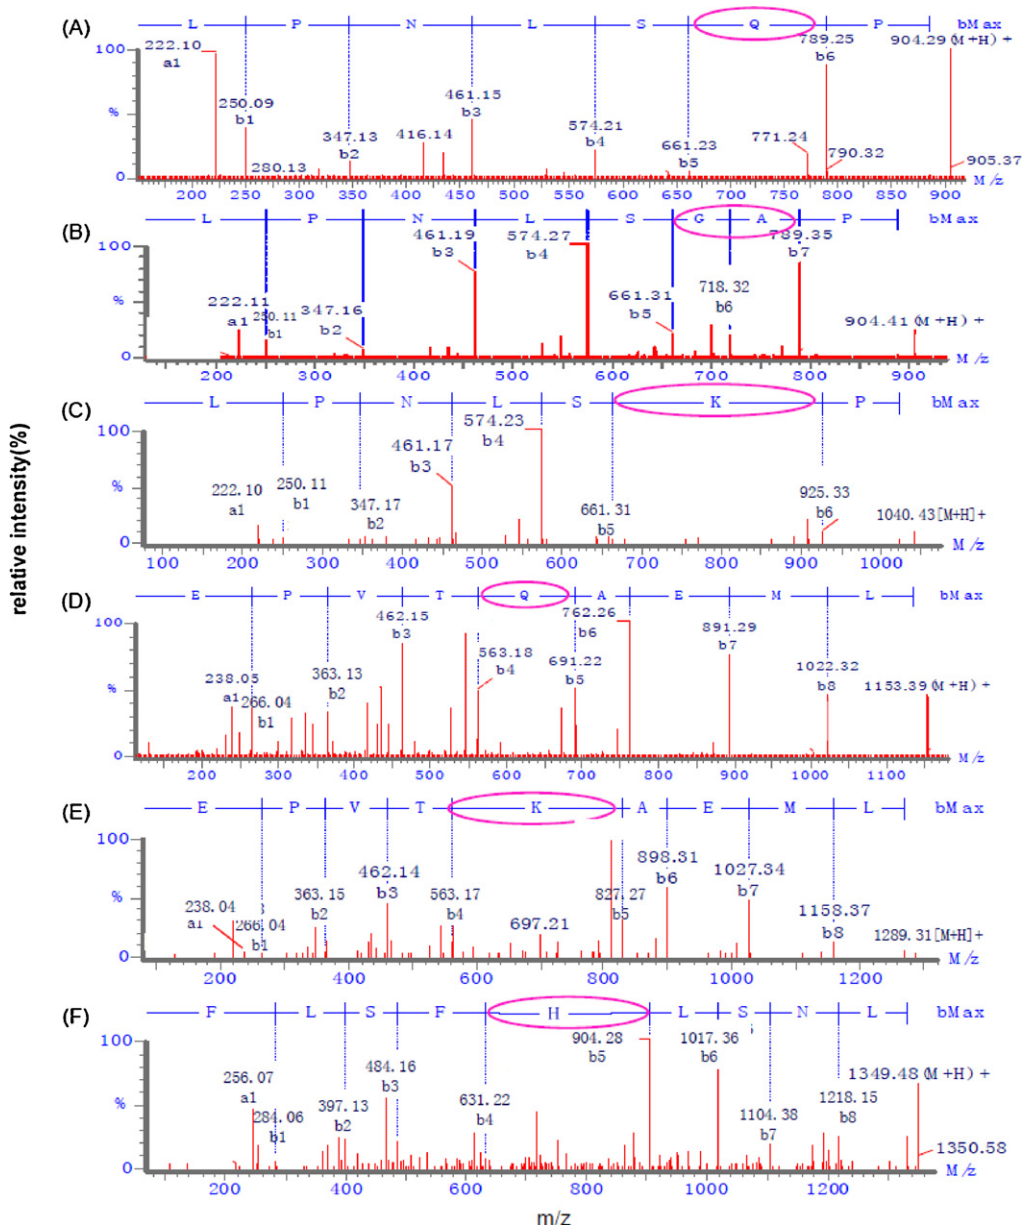 (A)
L P N L S Q P bMax
100
%
0
222.10
a1
250.09
b1
280.13
347.13
b2
416.14
461.15
b3
574.21
b4
661.23
b5
771.24
789.25
b6
790.32
904.29 (M+H)+
905.37
200 250 300 350 400 450 500 550 600 650 700 750 800 850 900
M/z
(B)
L P N L S G A P bMax
100
%
0
222.11
a1
250.11
b1
347.16
b2
461.19
b3
574.27
b4
661.31
b5
718.32
b6
789.35
b7
904.41 (M+H)+
200 300 400 500 600 700 800 900
M/z
(C)
L P N L S K P bMax
100
%
0
222.10
a1
250.11
b1
347.17
b2
461.17
b3
574.23
b4
661.31
b5
925.33
b6
1040.43[M+H]+
100 200 300 400 500 600 700 800 900 1000
M/z
relative intensity(%)
(D)
E P V T Q A E M L bMax
100
%
0
238.05
a1
266.04
b1
363.13
b2
462.15
b3
563.18
b4
691.22
b5
762.26
b6
891.29
b7
1022.32
b8
1153.39 (M+H)+
200 300 400 500 600 700 800 900 1000 1100
M/z
(E)
E P V T K A E M L bMax
100
%
0
238.04
a1
266.04
b1
363.15
b2
462.14
b3
563.17
b4
697.21
827.27
b5
898.31
b6
1027.34
b7
1158.37
b8
1289.31[M+H]+
200 400 600 800 1000 1200
M/z
(F)
F L S F H L S N L bMax
100
%
0
256.07
a1
284.06
b1
397.13
b2
484.16
b3
631.22
b4
904.28
b5
1017.36
b6
1104.38
b7
1218.15
b8
1349.48 (M+H)+
1350.58
200 400 600 800 1000 1200
M/z
m/z